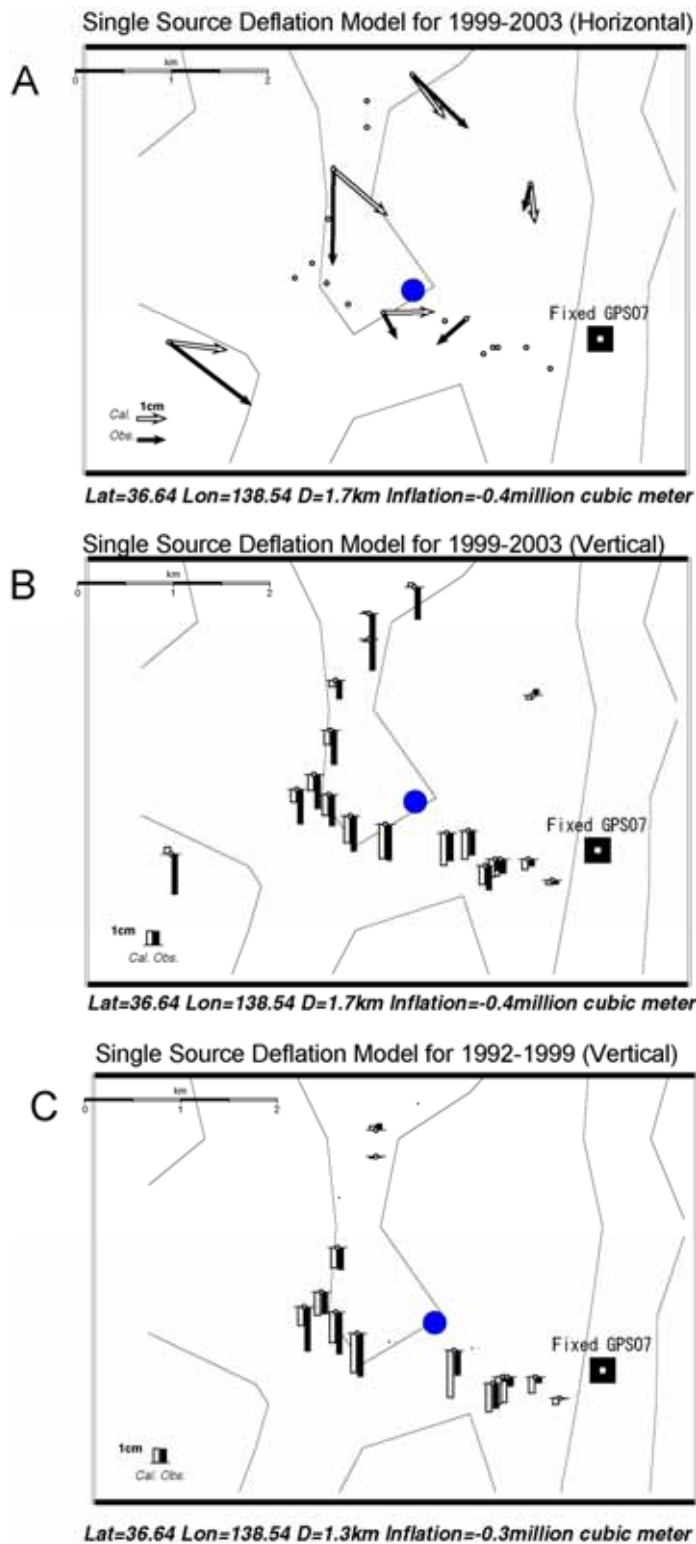 Single Source Deflation Model for 1999-2003 (Horizontal)
A
km
0 1 2
Fixed GPS07
1cm
Cal.
Obs.
Lat=36.64 Lon=138.54 D=1.7km Inflation=-0.4million cubic meter
Single Source Deflation Model for 1999-2003 (Vertical)
B
km
0 1 2
Fixed GPS07
1cm
Cal. Obs.
Lat=36.64 Lon=138.54 D=1.7km Inflation=-0.4million cubic meter
Single Source Deflation Model for 1992-1999 (Vertical)
C
km
0 1 2
Fixed GPS07
1cm
Cal. Obs.
Lat=36.64 Lon=138.54 D=1.3km Inflation=-0.3million cubic meter